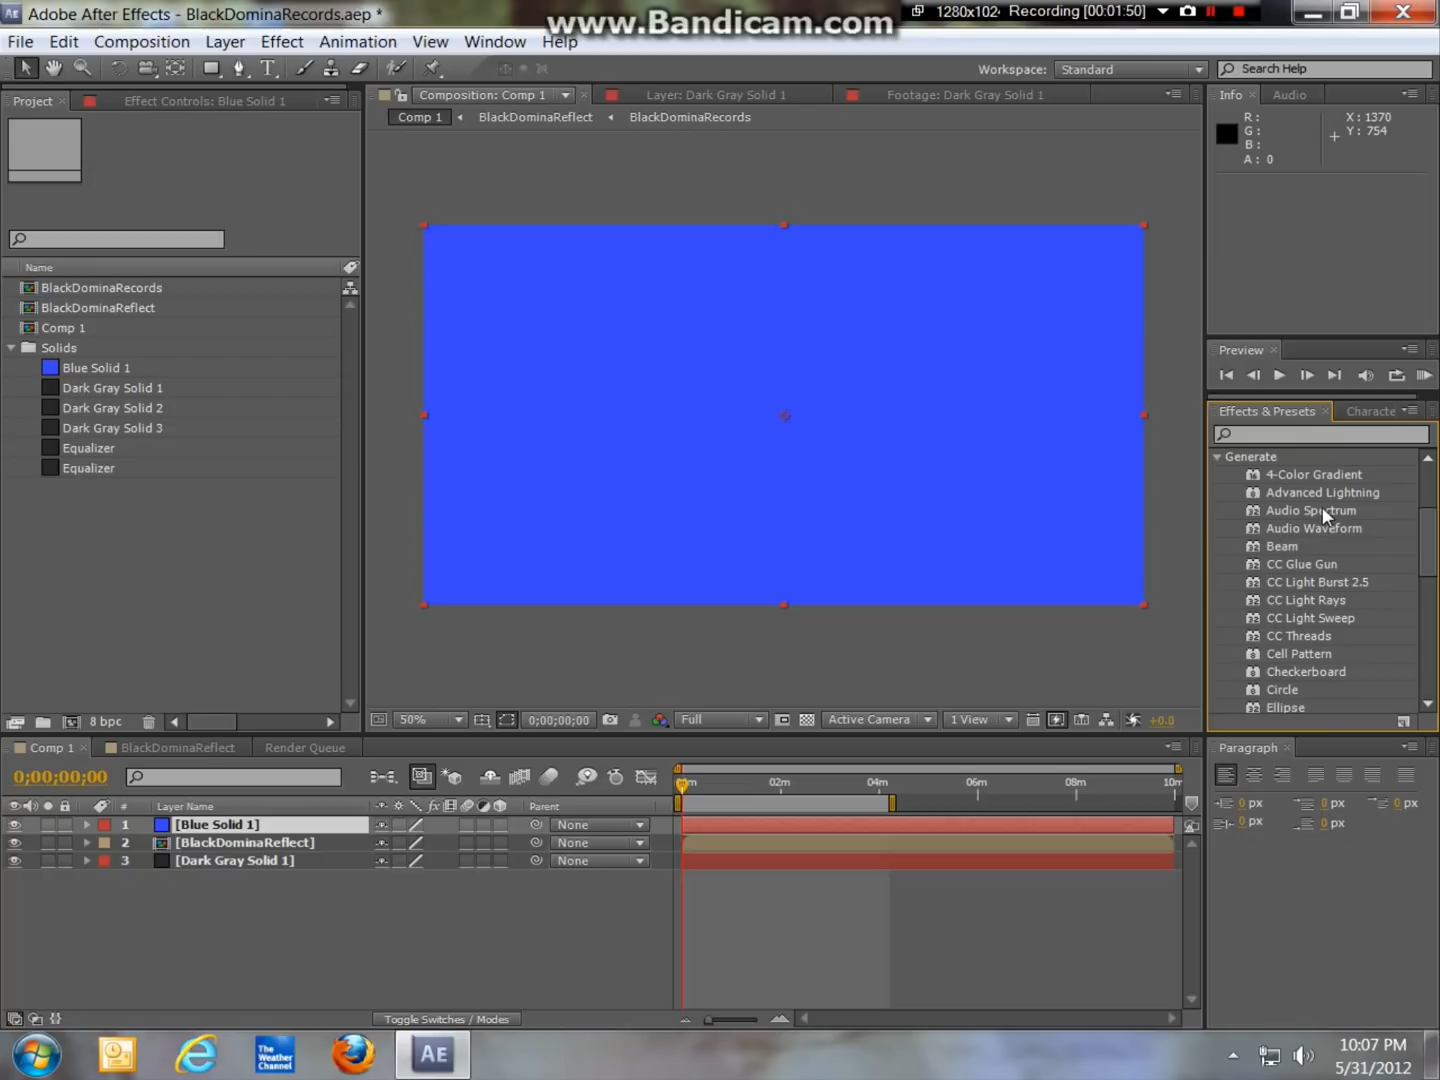 Adobe After Effects - BlackDominaRecords.aep *
www.Bandicam.com
1280x102
Recording [00:01:50]
File Edit Composition Layer Effect Animation View Window Help
Workspace: Standard
Search Help
Project
Effect Controls: Blue Solid 1
Composition: Comp 1
Layer: Dark Gray Solid 1
Footage: Dark Gray Solid 1
Info Audio
Comp 1 BlackDominaReflect BlackDominaRecords
R :
G :
B :
A : 0
X : 1370
Y : 754
Name
BlackDominaRecords
BlackDominaReflect
Comp 1
Solids
Blue Solid 1
Dark Gray Solid 1
Dark Gray Solid 2
Dark Gray Solid 3
Equalizer
Equalizer
Preview
Effects & Presets Characte
Generate
4-Color Gradient
Advanced Lightning
Audio Spectrum
Audio Waveform
Beam
CC Glue Gun
CC Light Burst 2.5
CC Light Rays
CC Light Sweep
CC Threads
Cell Pattern
Checkerboard
Circle
Ellipse
8 bpc
50% 0;00;00;00 Full Active Camera 1 View +0.0
Comp 1 BlackDominaReflect Render Queue
0;00;00;00
02m 04m 06m 08m 10m
# Layer Name Parent
1 [Blue Solid 1] None
2 [BlackDominaReflect] None
3 [Dark Gray Solid 1] None
Toggle Switches / Modes
Paragraph
0 px 0 px 0 px
0 px 0 px
The Weather Channel
AE
10:07 PM
5/31/2012